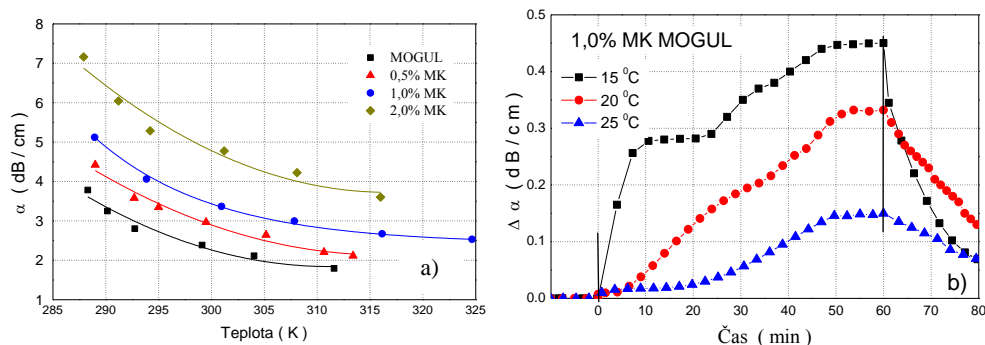 α ( dB / cm )
8
7
6
5
4
3
2
1
MOGUL
0,5% MK
1,0% MK
2,0% MK
a)
285 290 295 300 305 310 315 320 325
Teplota ( K )
Δ α ( d B / c m )
0.5
0.4
0.3
0.2
0.1
0.0
1,0% MK MOGUL
15 ⁰C
20 ⁰C
25 ⁰C
b)
-10 0 10 20 30 40 50 60 70 80
Čas ( min )